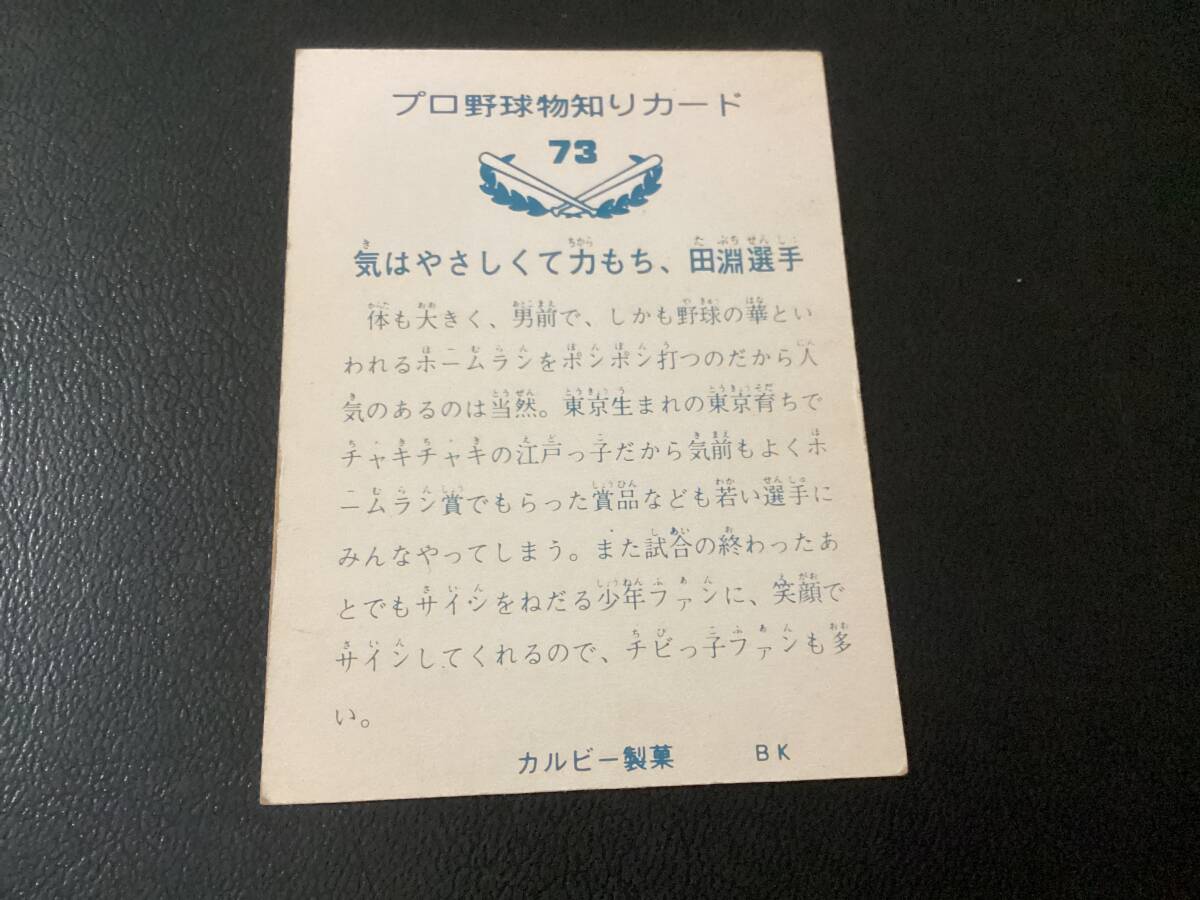 プロ野球物知りカード
73
気はやさしくて力もち、田淵選手
体も大きく、男前で、しかも野球の華とい
われるホームランをポンポン打つのだから人
気のあるのは当然。東京生まれの東京育ちで
チャキチャキの江戸っ子だから気前もよくホ
ームラン賞でもらった賞品なども若い選手に
みんなやってしまう。また試合の終わったあ
とでもサインをねだる少年ファンに、笑顔で
サインしてくれるので、チビっ子ファンも多
い。
カルビー製菓 BK